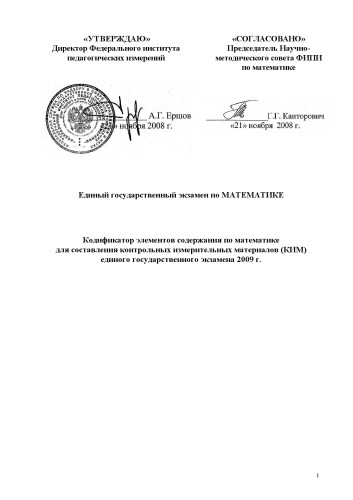 «УТВЕРЖДАЮ»
Директор Федерального института
педагогических измерений
А.Г. Ершов
ноября 2008 г.
«СОГЛАСОВАНО»
Председатель Научно-
методического совета ФИПИ
по математике
Г.Г. Канторович
«21» ноября 2008 г.
Единый государственный экзамен по МАТЕМАТИКЕ
Кодификатор элементов содержания по математике
для составления контрольных измерительных материалов (КИМ)
единого государственного экзамена 2009 г.
1